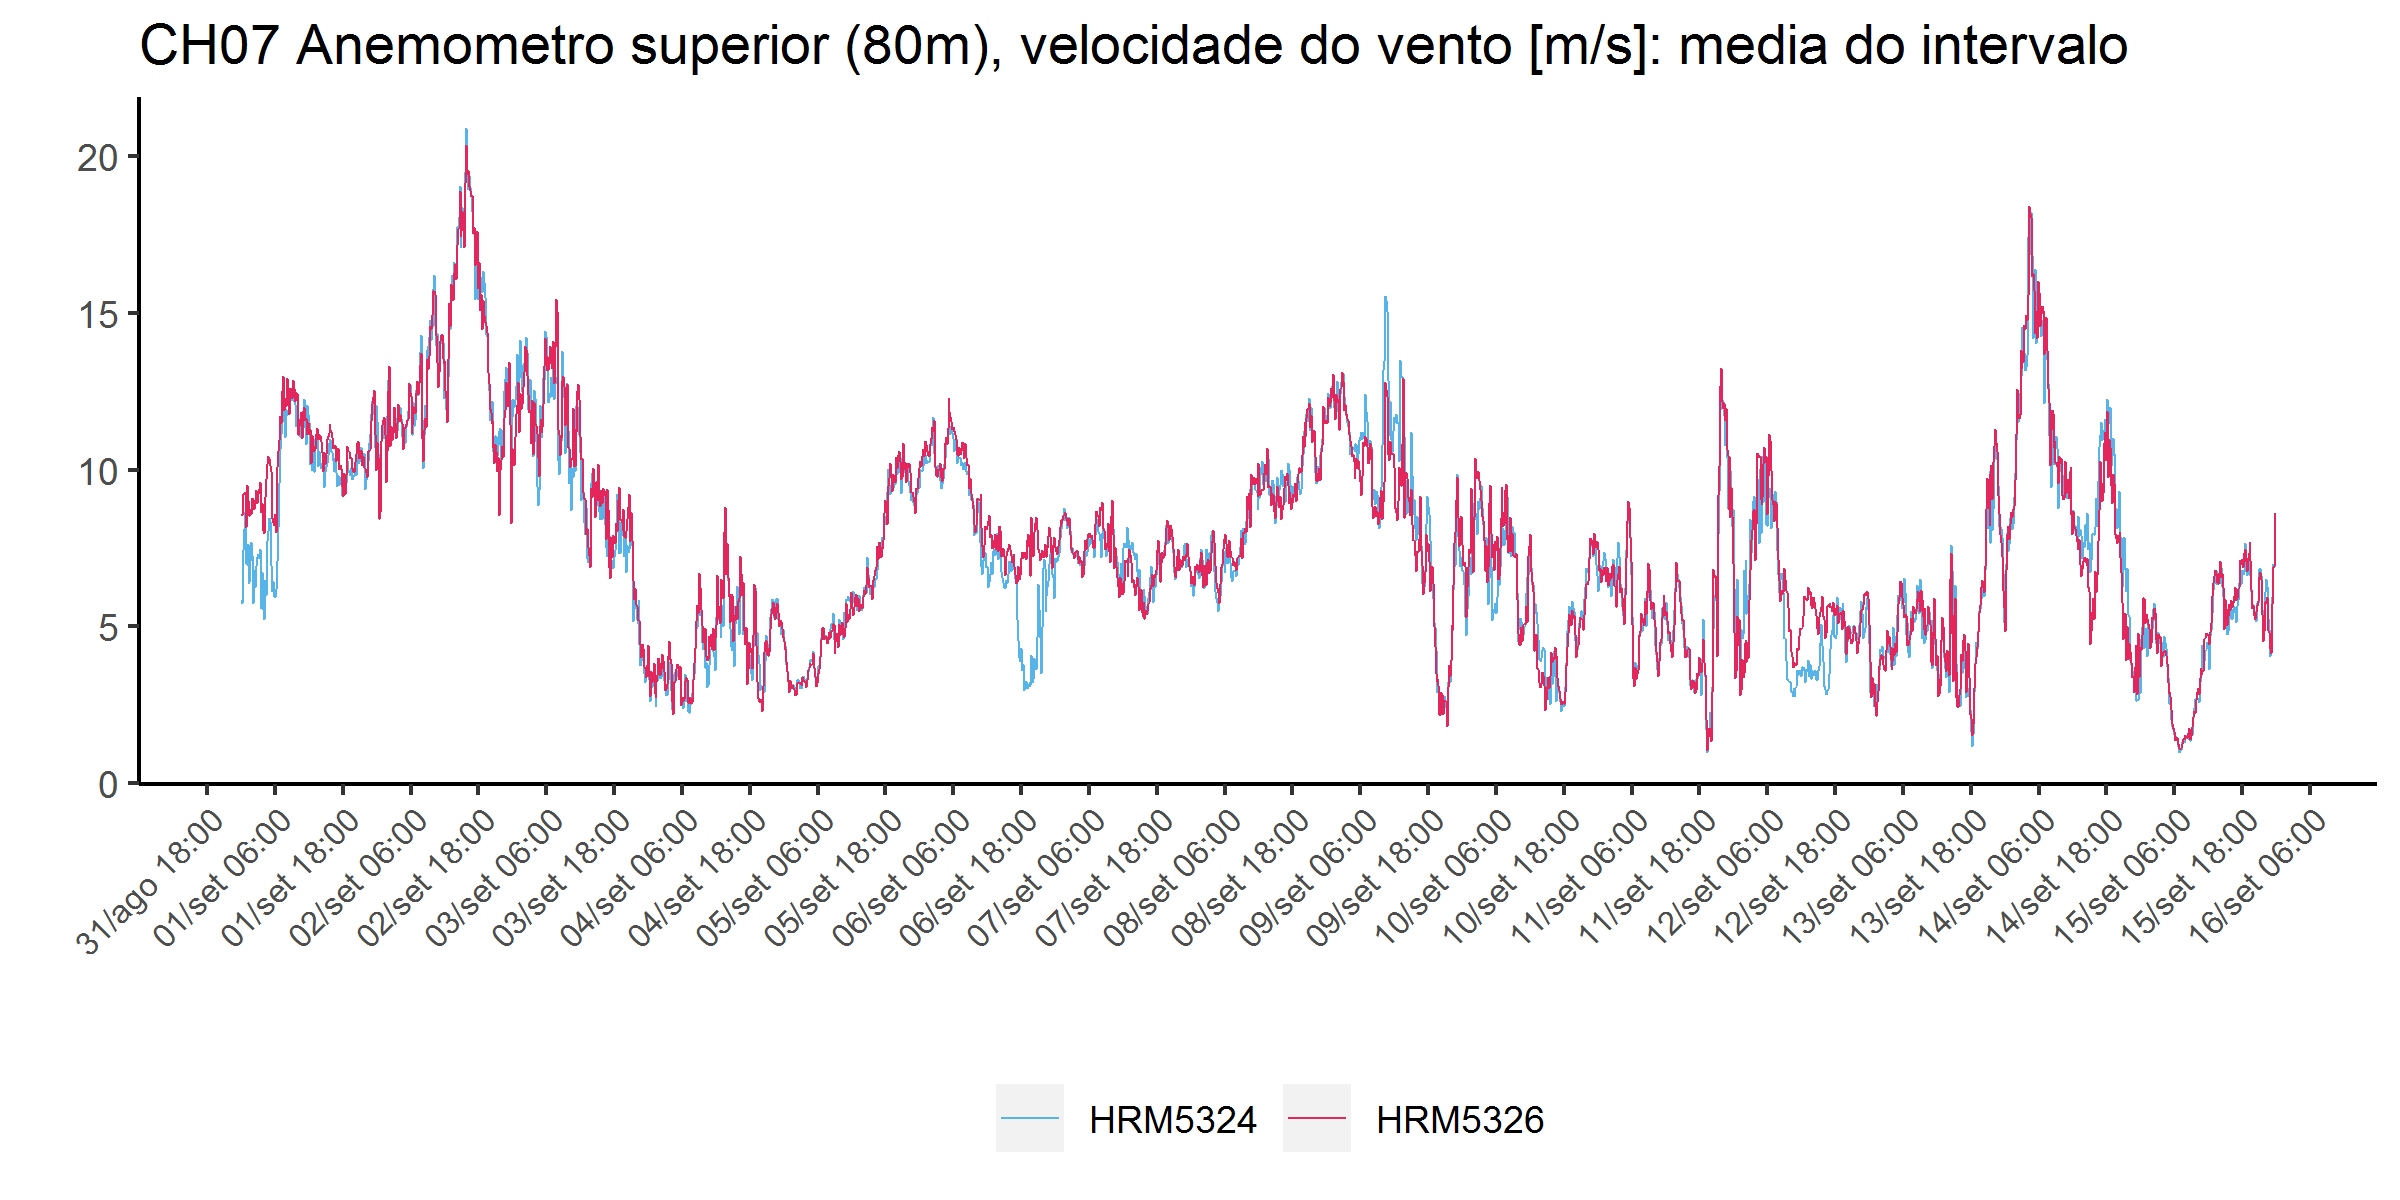 CH07 Anemometro superior (80m), velocidade do vento [m/s]: media do intervalo
20
15
10
5
0
31/ago 18:00
01/set 06:00
01/set 18:00
02/set 06:00
02/set 18:00
03/set 06:00
03/set 18:00
04/set 06:00
04/set 18:00
05/set 06:00
05/set 18:00
06/set 06:00
06/set 18:00
07/set 06:00
07/set 18:00
08/set 06:00
08/set 18:00
09/set 06:00
09/set 18:00
10/set 06:00
10/set 18:00
11/set 06:00
11/set 18:00
12/set 06:00
12/set 18:00
13/set 06:00
13/set 18:00
14/set 06:00
14/set 18:00
15/set 06:00
15/set 18:00
16/set 06:00
HRM5324 HRM5326